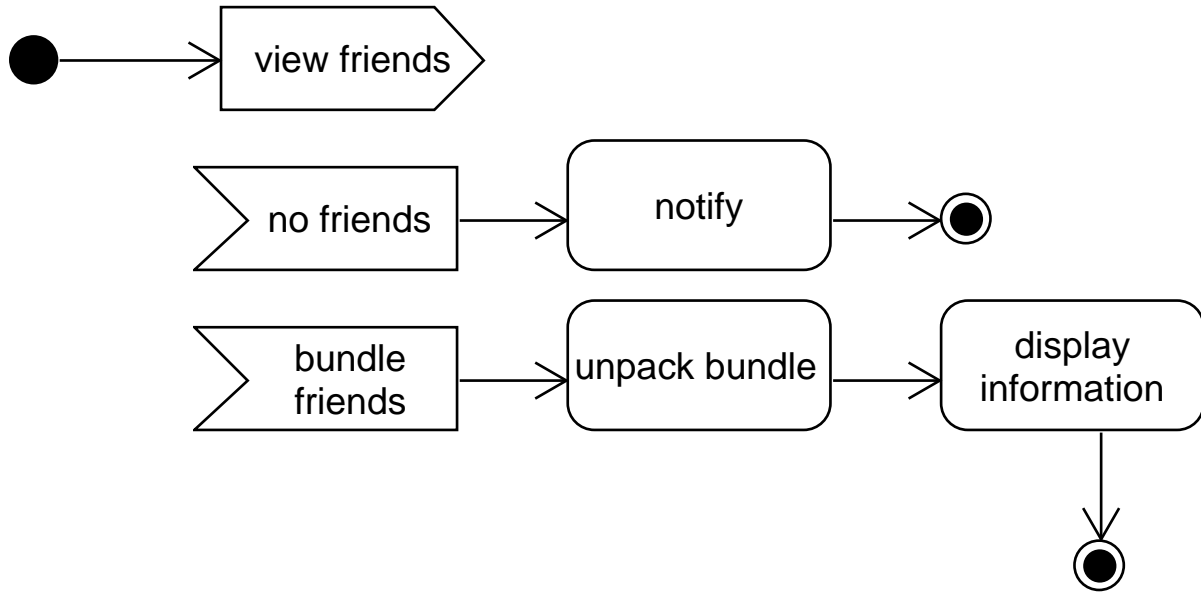 view friends
no friends
notify
bundle
friends
unpack bundle
display
information